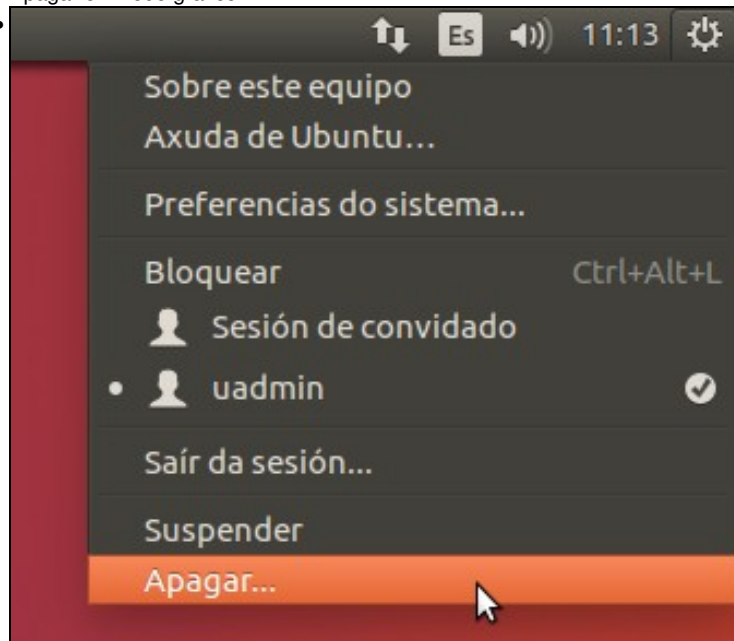 Es 11:13
Sobre este equipo
Axuda de Ubuntu...
Preferencias do sistema...
Bloquear Ctrl+Alt+L
Sesión de convidado
uadmin
Saír da sesión...
Suspender
Apagar...